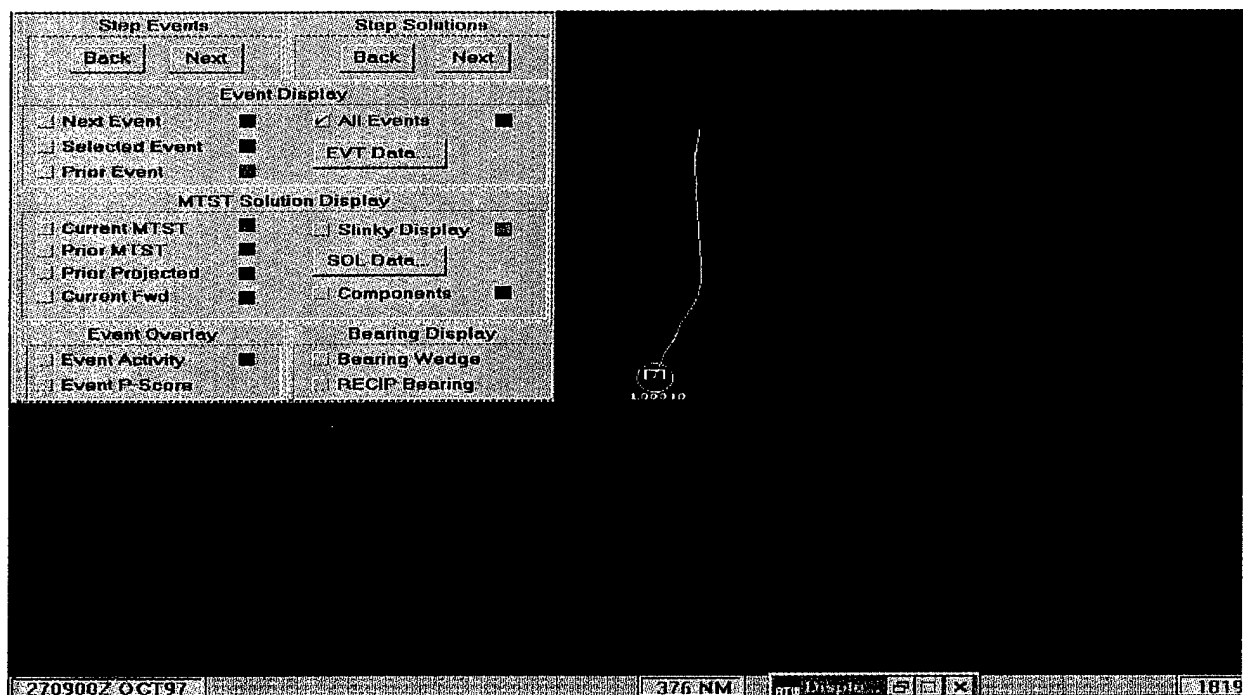 Step Events
Back Next
Step Solutions
Back Next
Event Display
Next Event
Selected Event
Prior Event
All Events
EVT Data...
MTST Solution Display
Current MTST
Prior MTST
Prior Projected
Current Fwd
Slinky Display
SOL Data...
Components
Event Overlay
Event Activity
Event P-Score
Bearing Display
Bearing Wedge
RECIP Bearing
270900Z OCT97
376 NM
1819